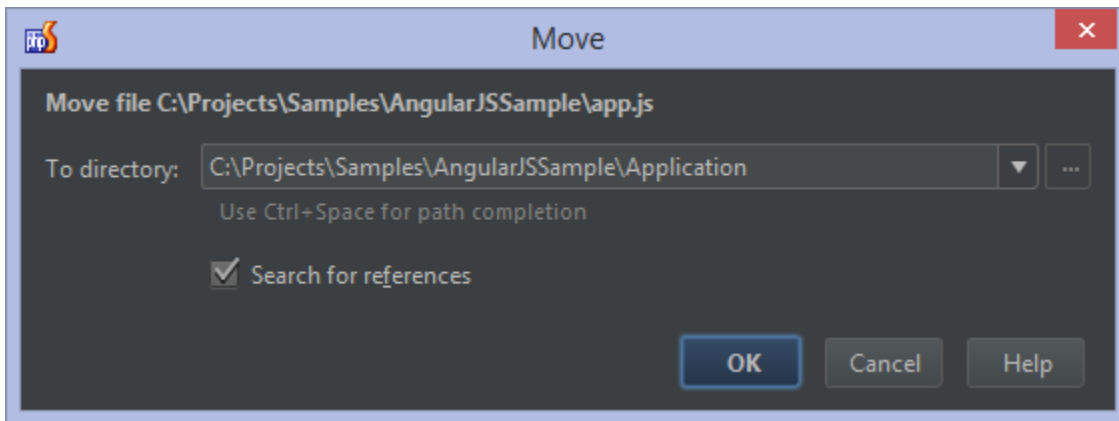 php
Move
Move file C:\Projects\Samples\AngularJSSample\app.js
To directory: C:\Projects\Samples\AngularJSSample\Application ...
Use Ctrl+Space for path completion
Search for references
OK Cancel Help